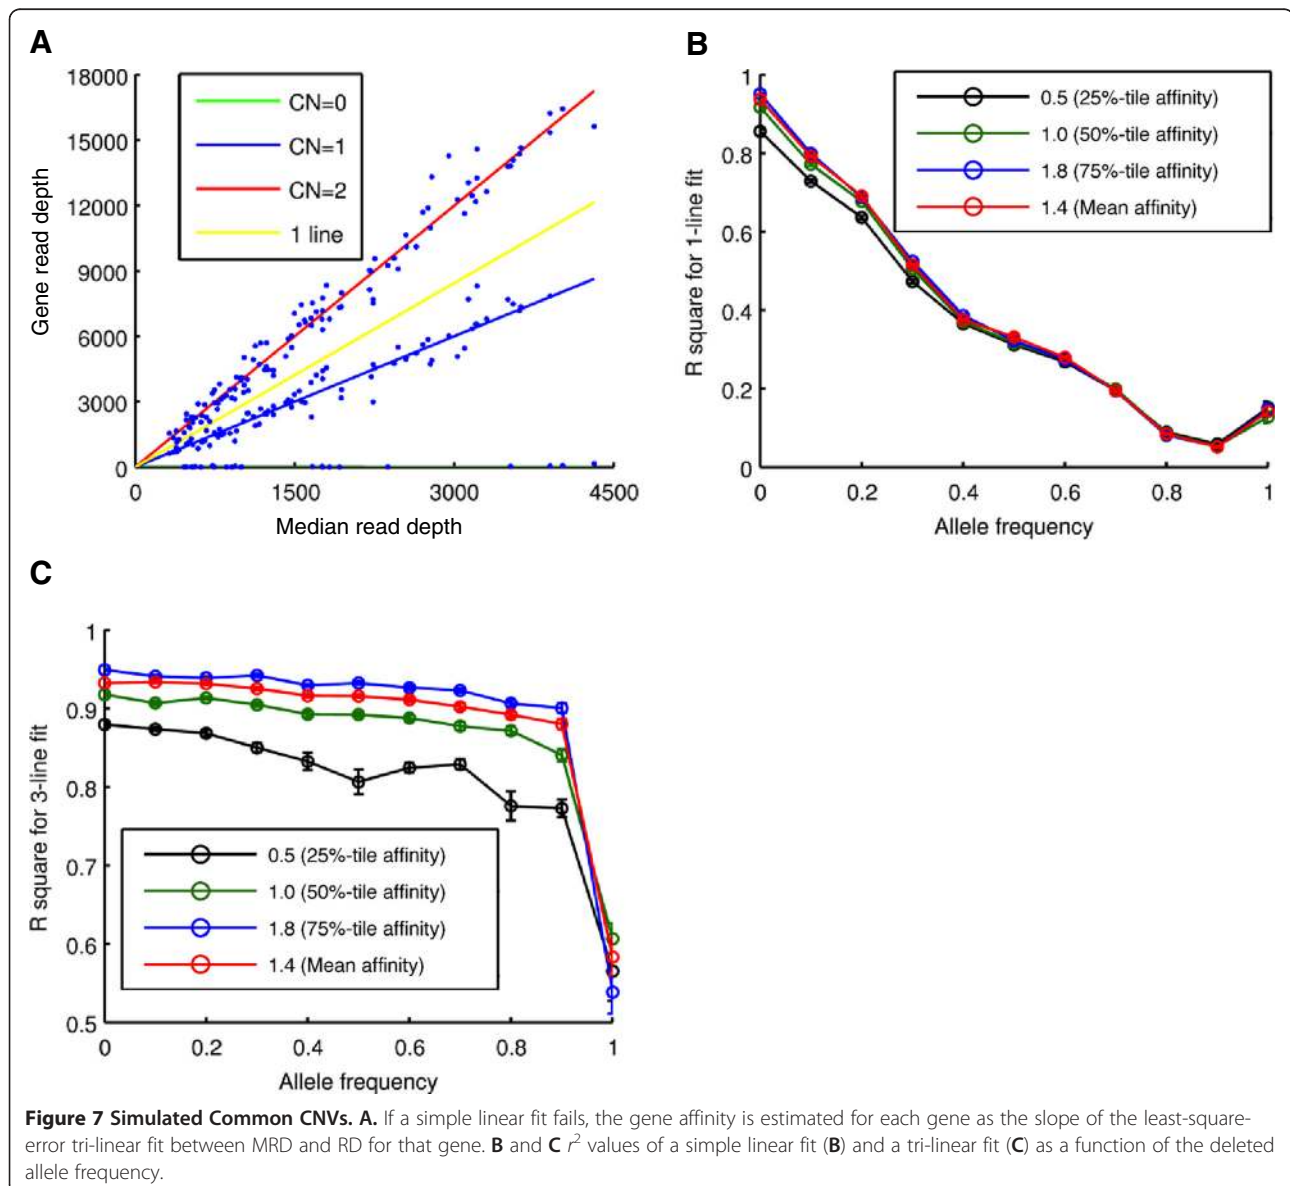 A
18000
15000
12000
9000
6000
3000
0
Gene read depth
CN=0
CN=1
CN=2
1 line
0 1500 3000 4500
Median read depth
B
1
0.8
0.6
0.4
0.2
0
R square for 1-line fit
0.5 (25%-tile affinity)
1.0 (50%-tile affinity)
1.8 (75%-tile affinity)
1.4 (Mean affinity)
0 0.2 0.4 0.6 0.8 1
Allele frequency
C
1
0.9
0.8
0.7
0.6
0.5
R square for 3-line fit
0.5 (25%-tile affinity)
1.0 (50%-tile affinity)
1.8 (75%-tile affinity)
1.4 (Mean affinity)
0 0.2 0.4 0.6 0.8 1
Allele frequency
Figure 7 Simulated Common CNVs. A. If a simple linear fit fails, the gene affinity is estimated for each gene as the slope of the least-square-
error tri-linear fit between MRD and RD for that gene. B and C r² values of a simple linear fit (B) and a tri-linear fit (C) as a function of the deleted
allele frequency.